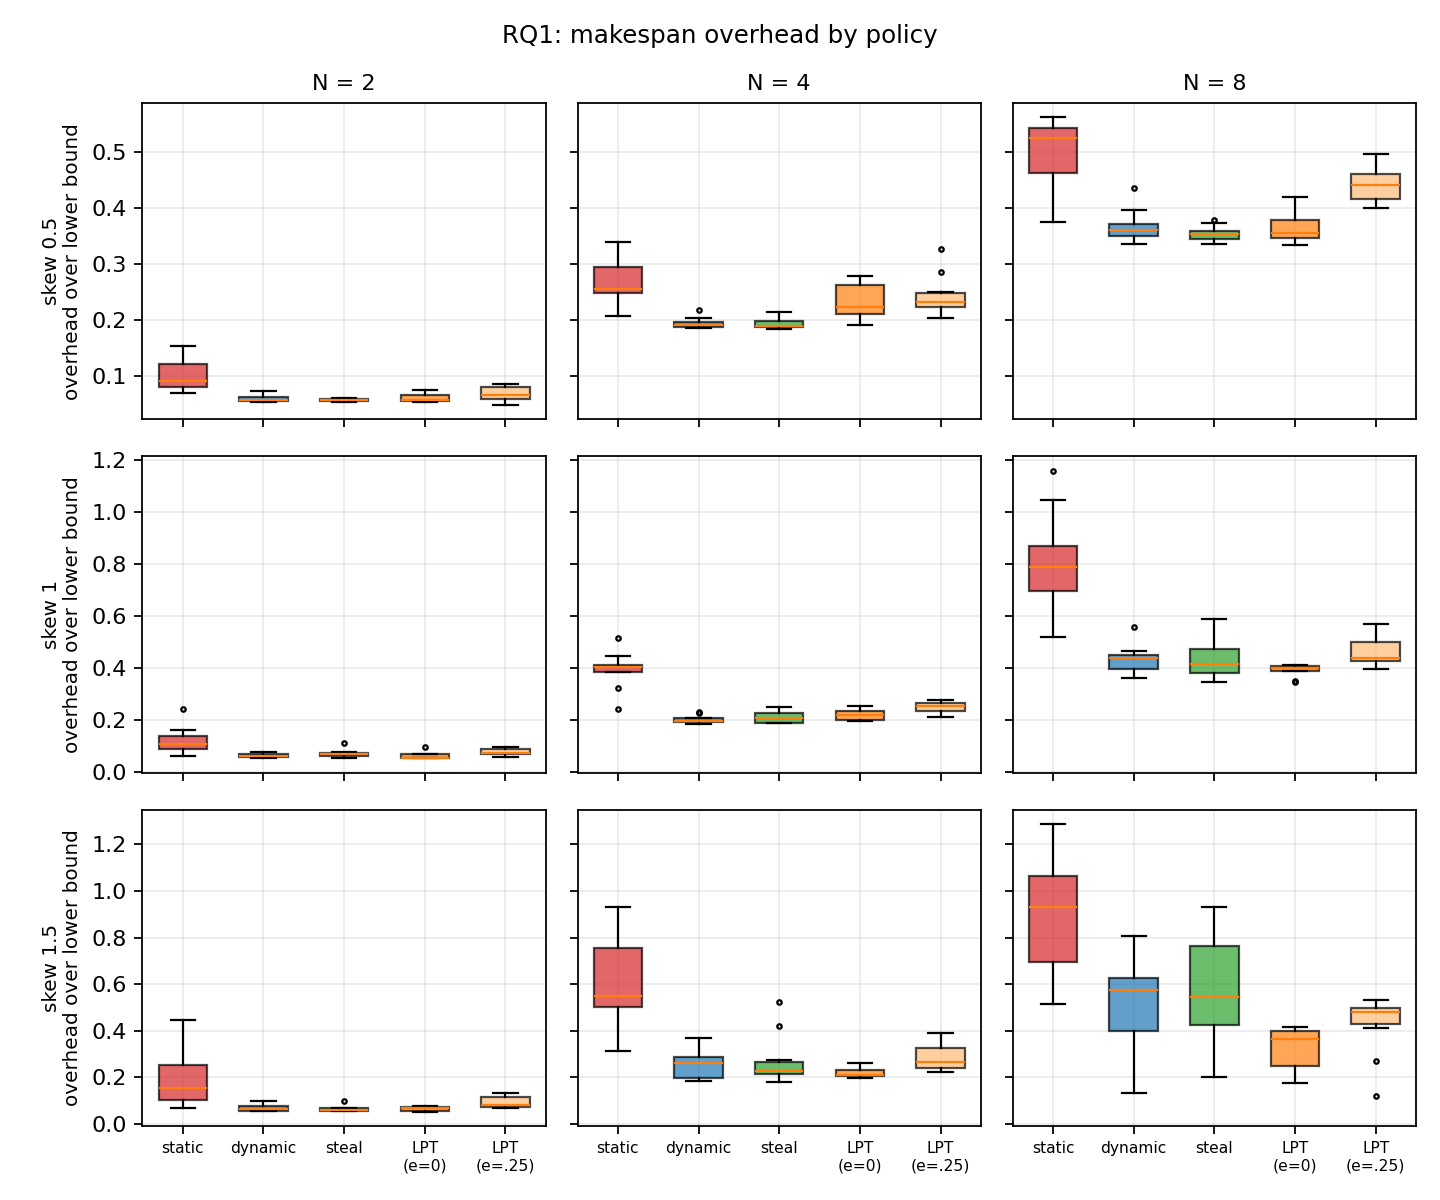 RQ1: makespan overhead by policy
N = 2
N = 4
N = 8
skew 0.5
overhead over lower bound
0.5
0.4
0.3
0.2
0.1
skew 1
overhead over lower bound
1.2
1.0
0.8
0.6
0.4
0.2
0.0
skew 1.5
overhead over lower bound
1.2
1.0
0.8
0.6
0.4
0.2
0.0
static
dynamic
steal
LPT
(e=0)
LPT
(e=.25)
static
dynamic
steal
LPT
(e=0)
LPT
(e=.25)
static
dynamic
steal
LPT
(e=0)
LPT
(e=.25)